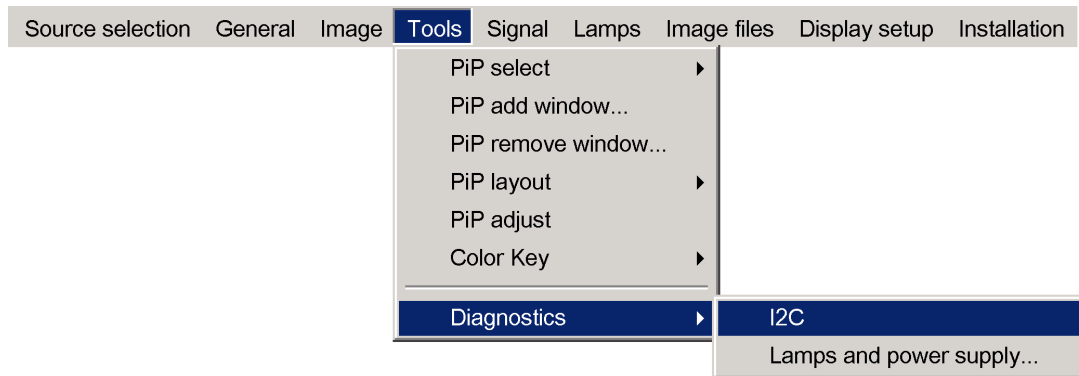 Source selection General Image Tools Signal Lamps Image files Display setup Installation
PiP select
PiP add window...
PiP remove window...
PiP layout
PiP adjust
Color Key
Diagnostics I2C
Lamps and power supply...